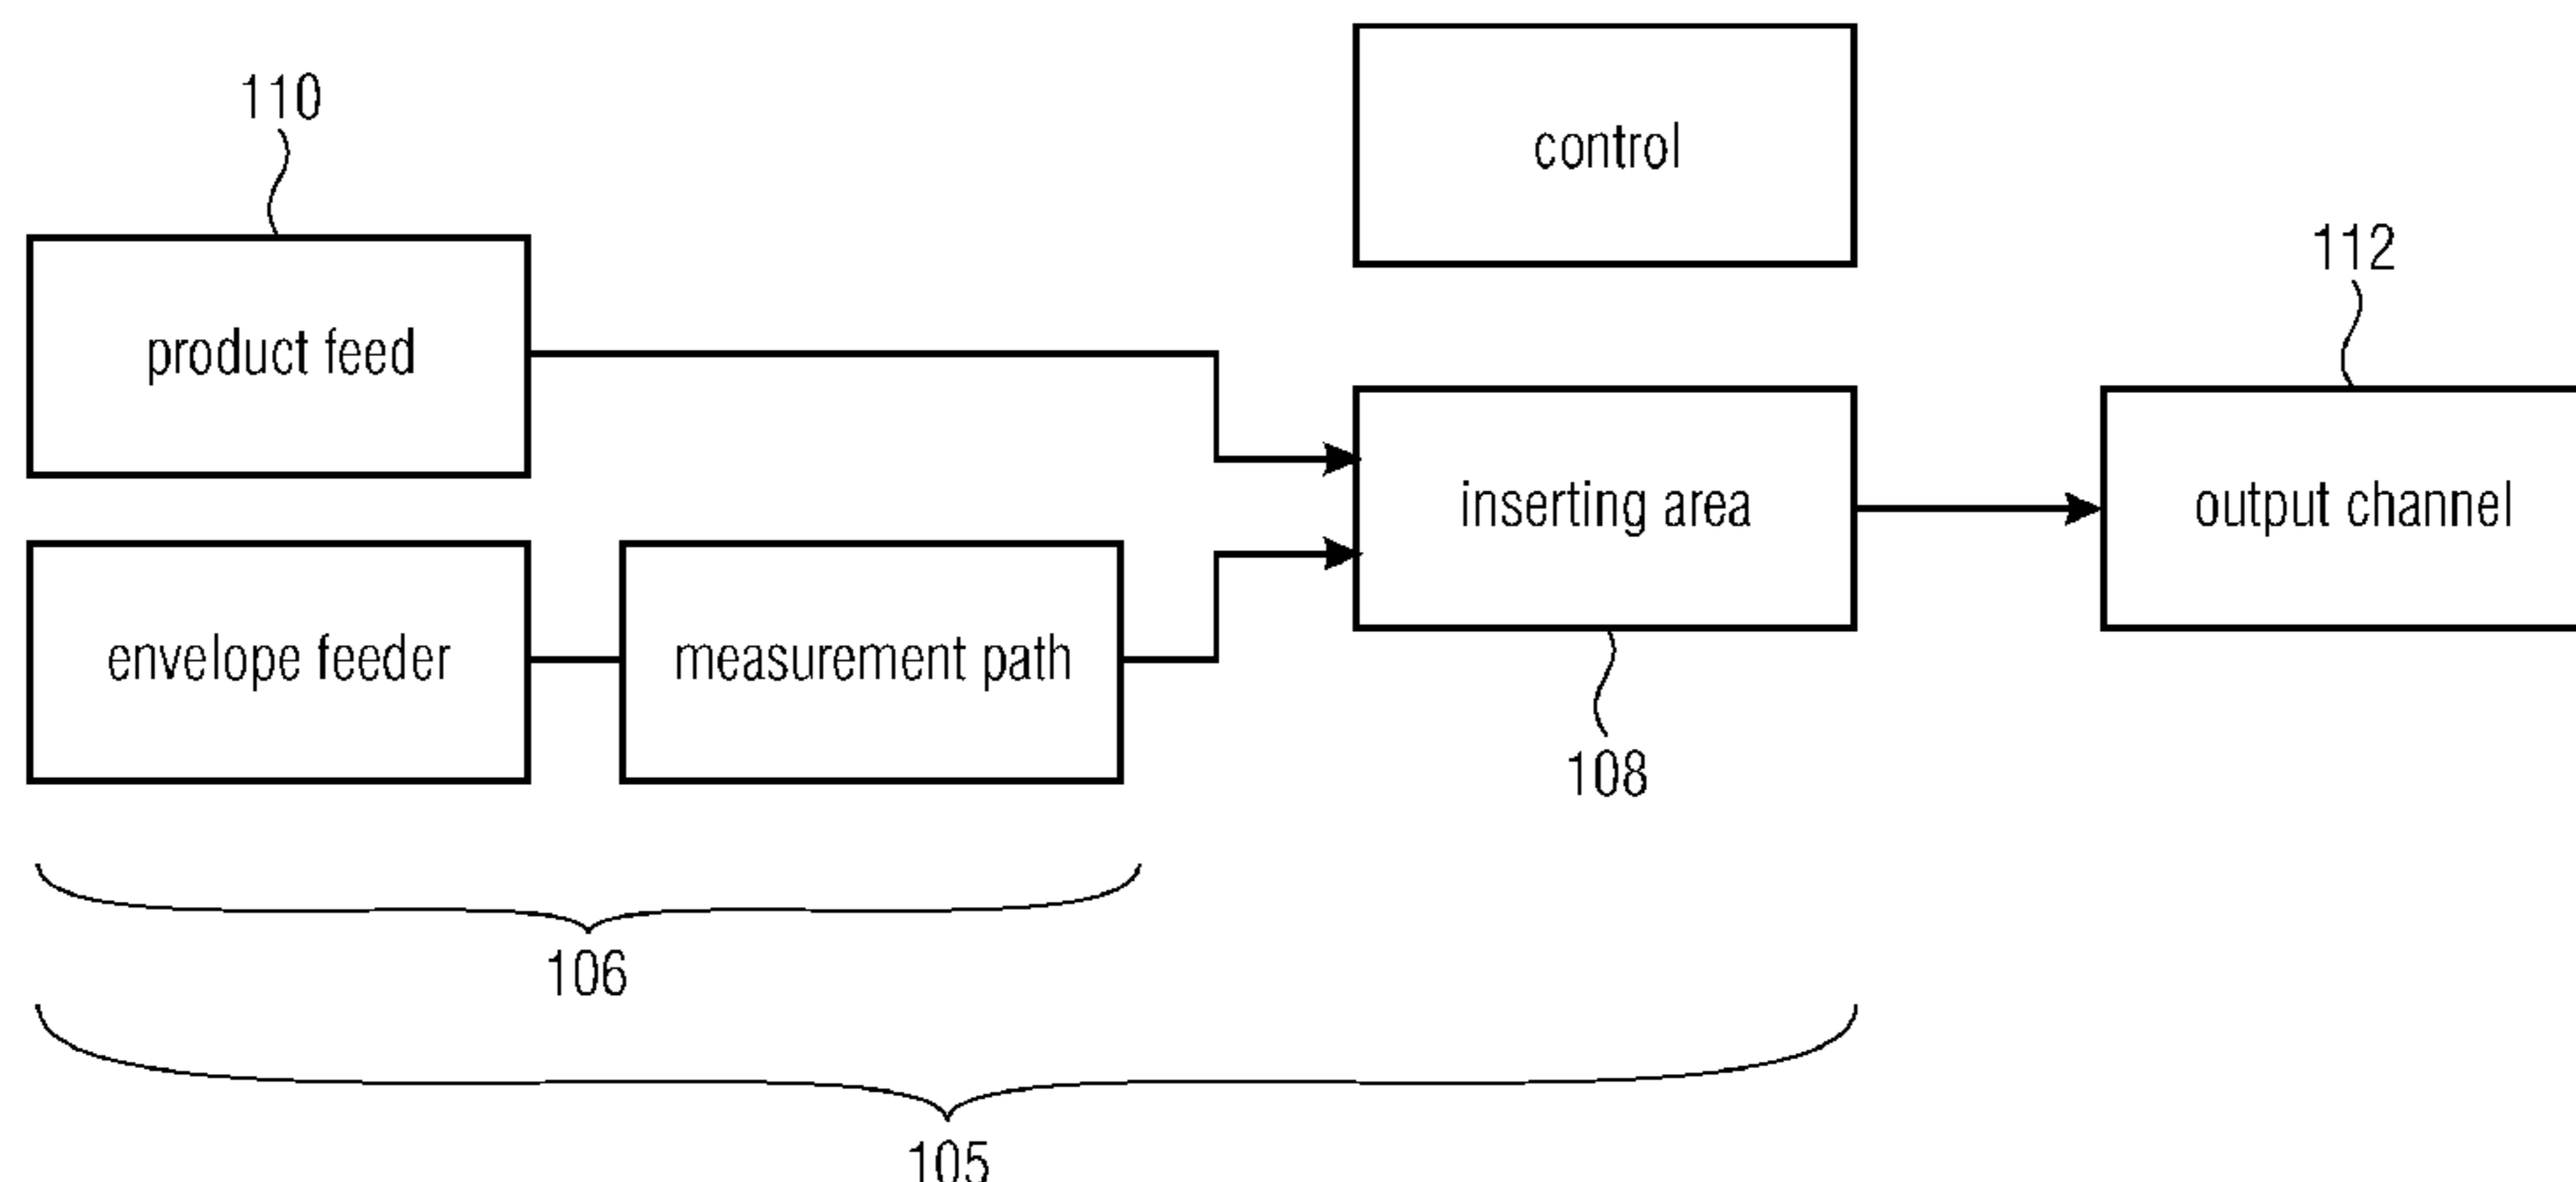 control
110
112
product feed
inserting area
output channel
envelope feeder
measurement path
108
106
105